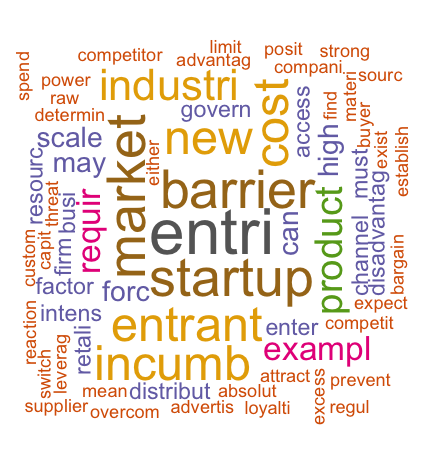 limit
posit
strong
competitor
advantag
compani
sourc
spend
power
industri
raw
govern
access
find
materi
buyer
determin
new
cost
high
exist
establish
scale
either
market
may
barrier
must
resourc
threat
busi
requir
entri
can
product
channel
disadvantag
custom
capit
firm
startup
bargain
factor
forc
expect
intens
entrant
enter
competit
reaction
switch
leverag
retali
incumb
exampl
attract
prevent
mean
distribut
absolut
excess
supplier
overcom
advertis
loyalti
regul